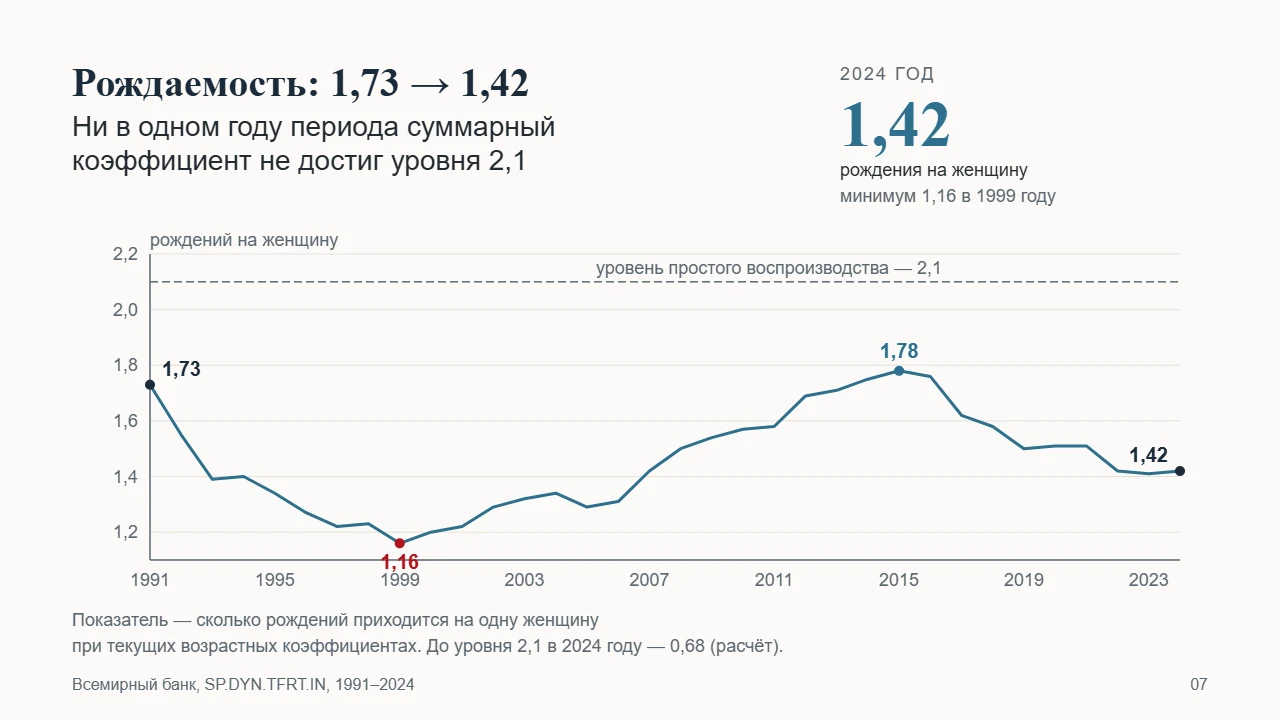 Рождаемость: 1,73 → 1,42
Ни в одном году периода суммарный
коэффициент не достиг уровня 2,1
2024 ГОД
1,42
рождения на женщину
минимум 1,16 в 1999 году
рождений на женщину
2,2
уровень простого воспроизводства — 2,1
2,0
1,8
1,6
1,4
1,2
1,73
1,16
1,78
1,42
1991
1995
1999
2003
2007
2011
2015
2019
2023
Показатель — сколько рождений приходится на одну женщину
при текущих возрастных коэффициентах. До уровня 2,1 в 2024 году — 0,68 (расчёт).
Всемирный банк, SP.DYN.TFRT.IN, 1991–2024
07